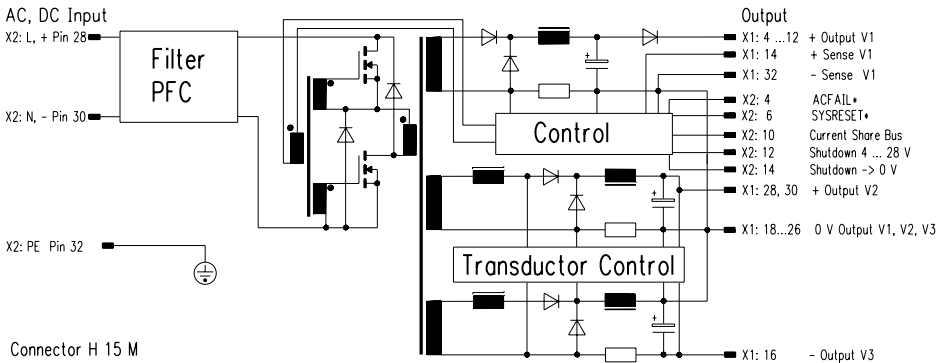 AC, DC Input
X2: L, + Pin 28
Filter
PFC
X2: N, - Pin 30
X2: PE Pin 32
Connector H 15 M
Control
Transductor Control
Output
X1: 4 ...12 + Output V1
X1: 14 + Sense V1
X1: 32 - Sense V1
X2: 4 ACFAIL*
X2: 6 SYSRESET*
X2: 10 Current Share Bus
X2: 12 Shutdown 4 ... 28 V
X2: 14 Shutdown -> 0 V
X1: 28, 30 + Output V2
X1: 18...26 0 V Output V1, V2, V3
X1: 16 - Output V3